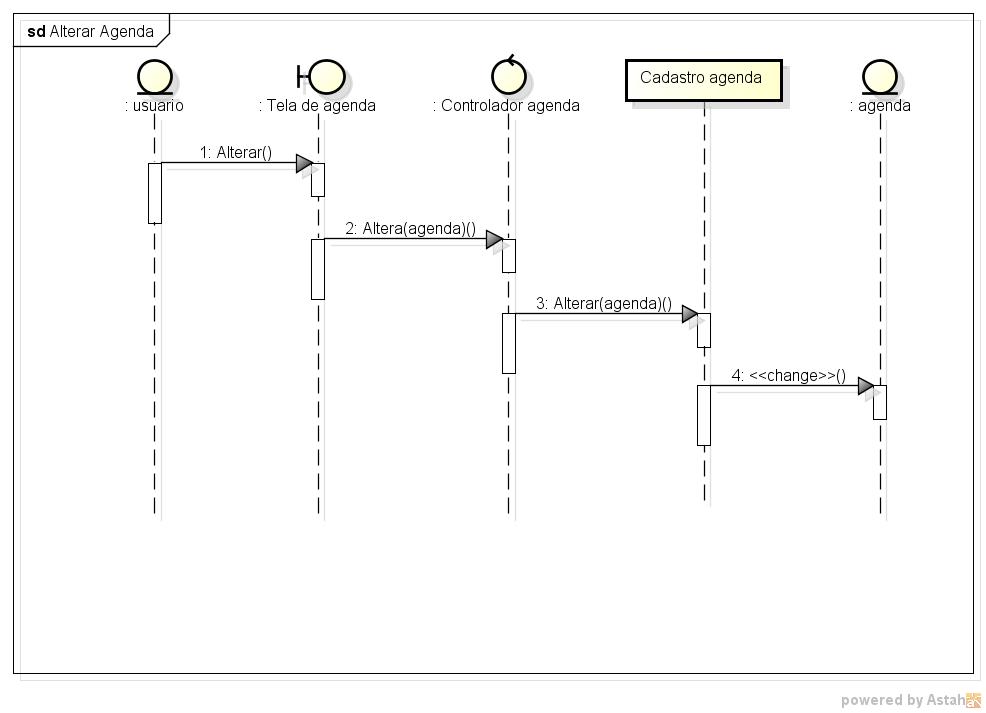 sd Alterar Agenda
: usuario
: Tela de agenda
: Controlador agenda
Cadastro agenda
: agenda
1: Alterar()
2: Altera(agenda)()
3: Alterar(agenda)()
4: <<change>>()
powered by Astah